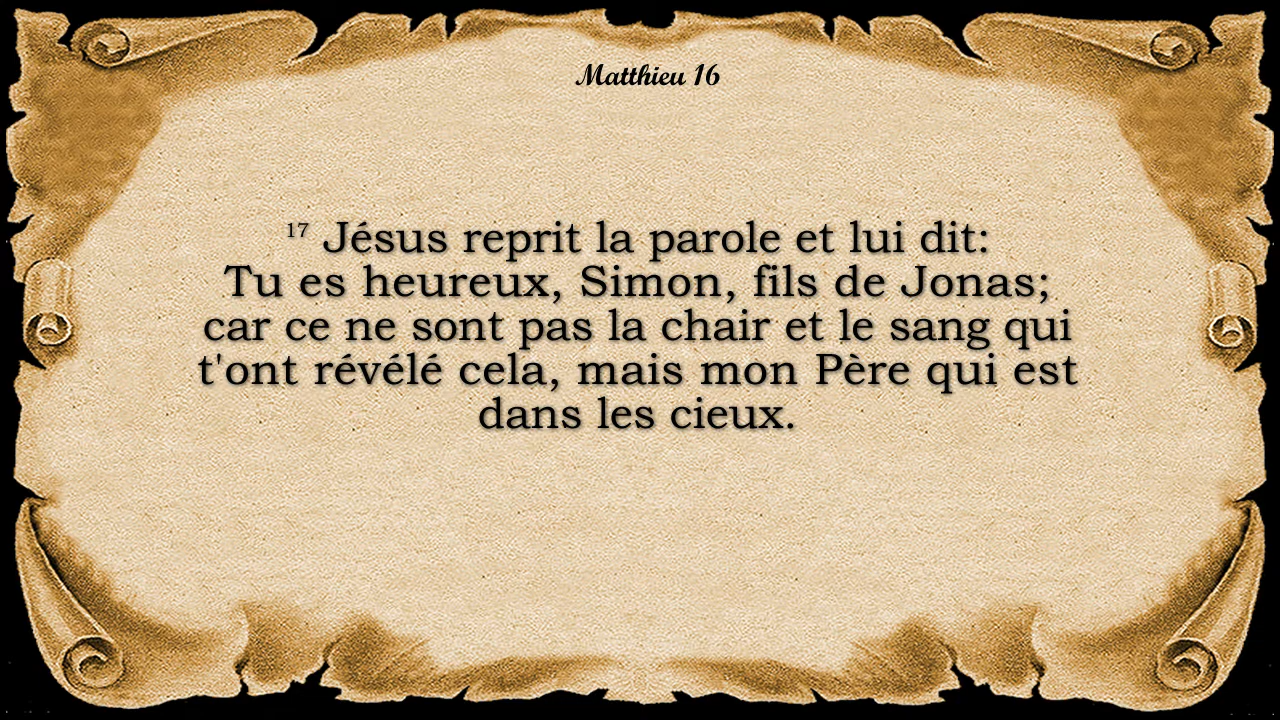 Matthieu 16
17 Jésus reprit la parole et lui dit:
Tu es heureux, Simon, fils de Jonas;
car ce ne sont pas la chair et le sang qui
t'ont révélé cela, mais mon Père qui est
dans les cieux.